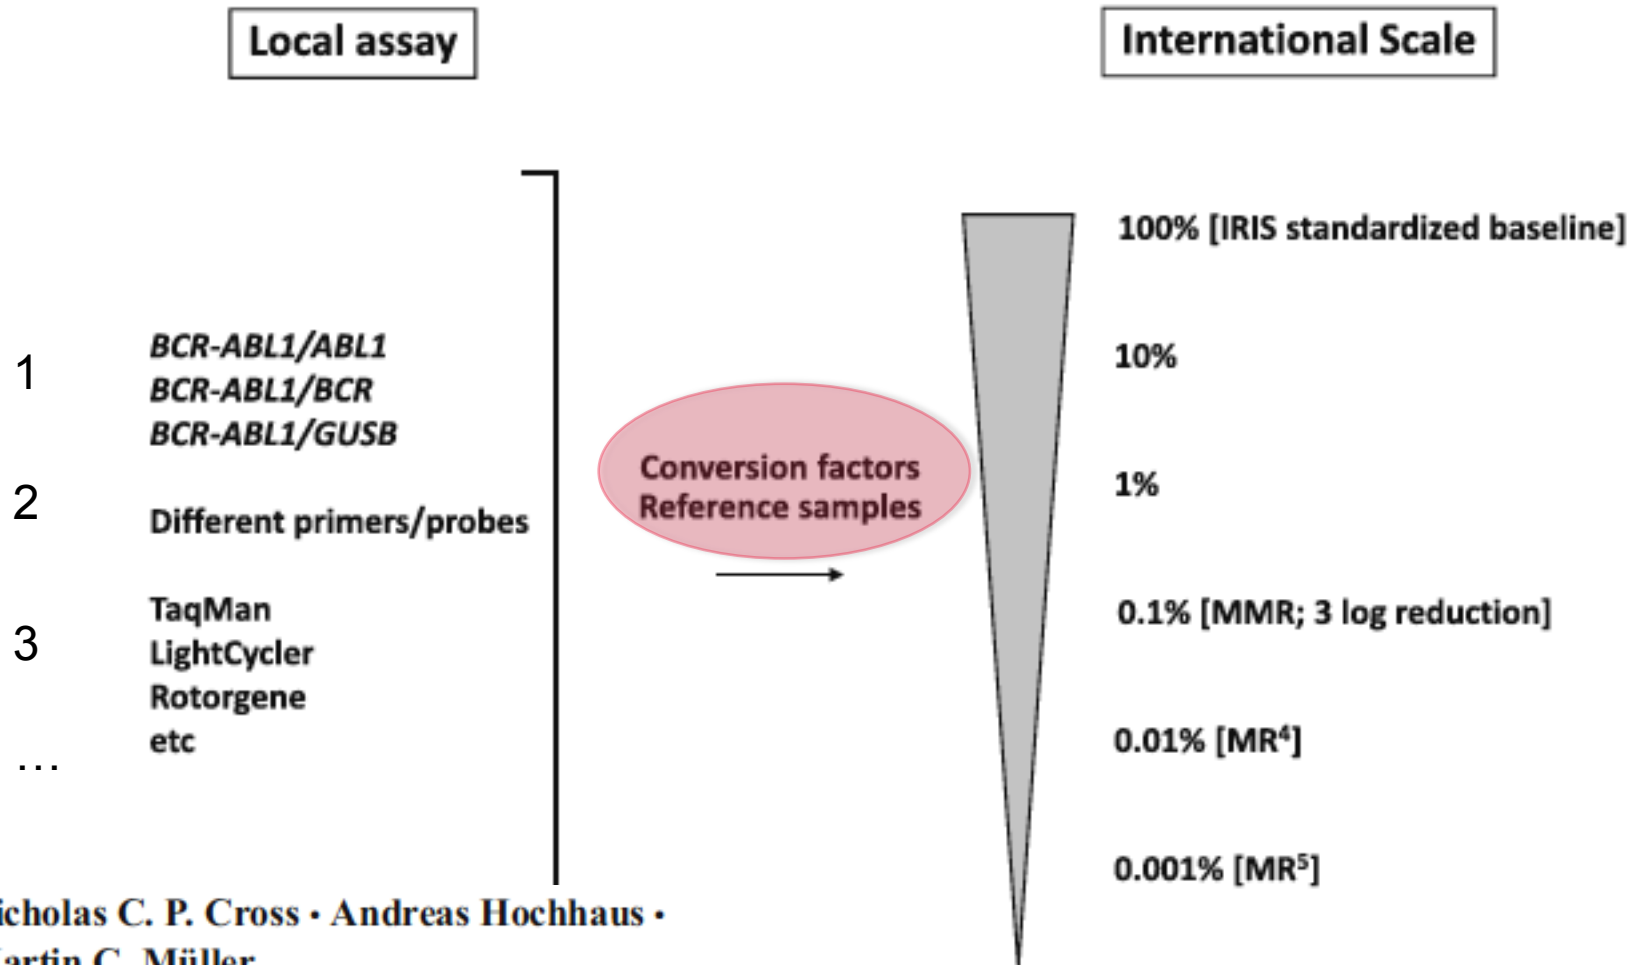 Local assay
International Scale
1
BCR-ABL1/ABL1
BCR-ABL1/BCR
BCR-ABL1/GUSB
2
Different primers/probes
3
TaqMan
LightCycler
Rotorgene
etc
…
Conversion factors
Reference samples
100% [IRIS standardized baseline]
10%
1%
0.1% [MMR; 3 log reduction]
0.01% [MR⁴]
0.001% [MR⁵]
icholas C. P. Cross · Andreas Hochhaus ·
artin C. Müller